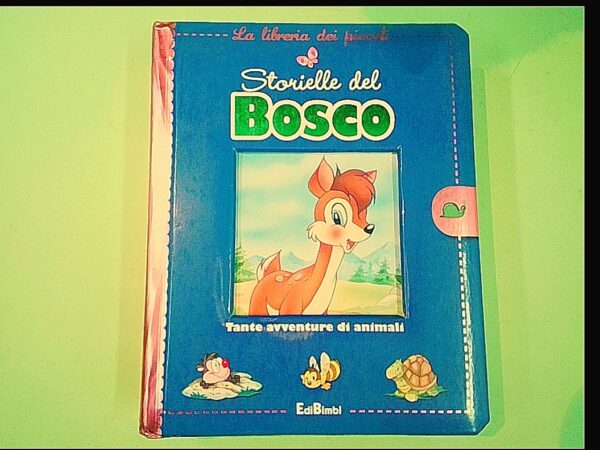 La libreria dei piccoli
Storielle del
Bosco
Tante avventure di animali
EdiBimbi